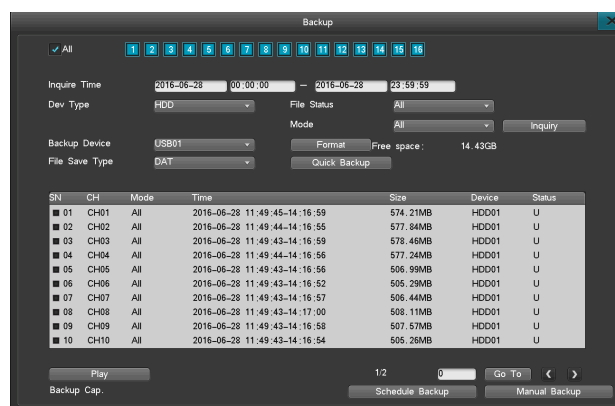 Backup
All 1 2 3 4 5 6 7 8 9 10 11 12 13 14 15 16
Inquire Time 2016-06-28 00:00:00 - 2016-06-28 23:59:59
Dev Type HDD File Status All
Mode All Inquiry
Backup Device USB01 Format Free space: 14.43GB
File Save Type DAT Quick Backup
SN CH Mode Time Size Device Status
01 CH01 All 2016-06-28 11:49:45-14:16:59 574.21MB HDD01 U
02 CH02 All 2016-06-28 11:49:44-14:16:55 577.84MB HDD01 U
03 CH03 All 2016-06-28 11:49:43-14:16:59 578.46MB HDD01 U
04 CH04 All 2016-06-28 11:49:44-14:16:56 577.24MB HDD01 U
05 CH05 All 2016-06-28 11:49:43-14:16:56 506.99MB HDD01 U
06 CH06 All 2016-06-28 11:49:43-14:16:52 505.29MB HDD01 U
07 CH07 All 2016-06-28 11:49:43-14:16:57 506.44MB HDD01 U
08 CH08 All 2016-06-28 11:49:43-14:17:00 508.11MB HDD01 U
09 CH09 All 2016-06-28 11:49:43-14:16:58 507.57MB HDD01 U
10 CH10 All 2016-06-28 11:49:43-14:16:54 505.26MB HDD01 U
Play 1/2 0 Go To
Backup Cap. Schedule Backup Manual Backup